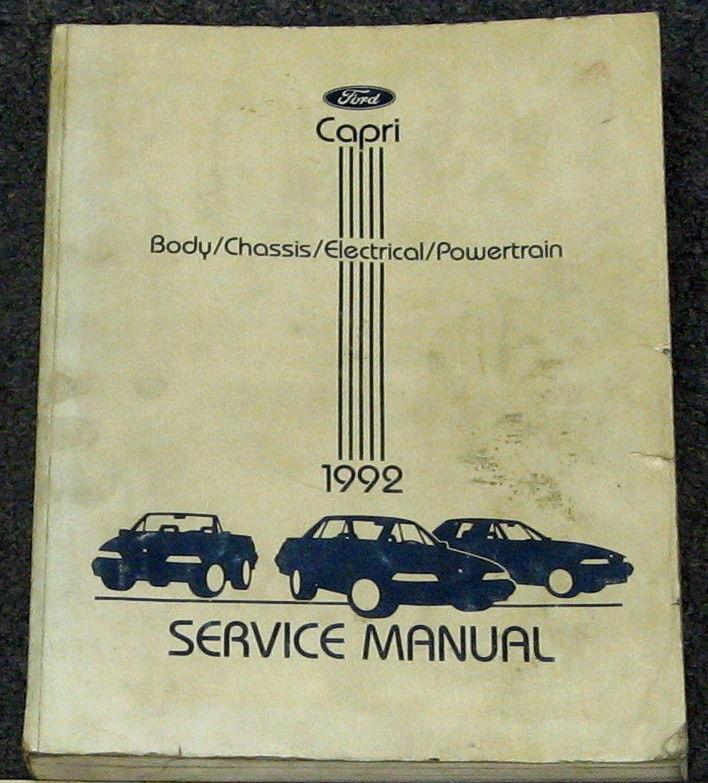 Ford
Capri
Body/Chassis/Electrical/Powertrain
1992
SERVICE MANUAL